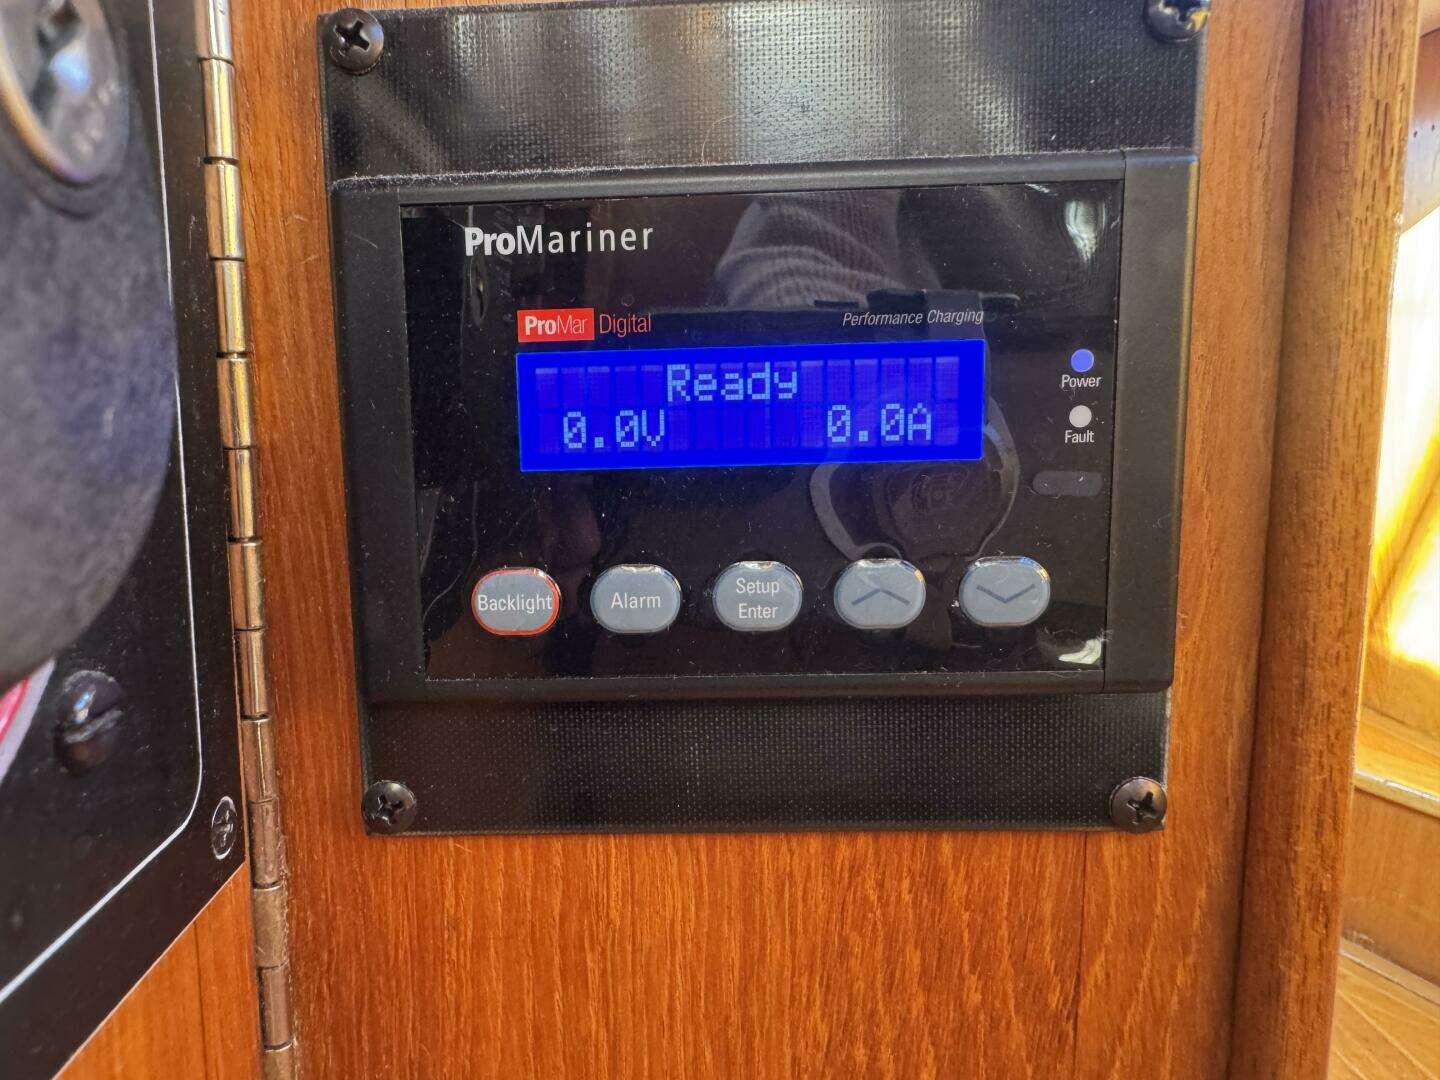 ProMariner
ProMar Digital
Performance Charging
Ready
0.0V 0.0A
Power
Fault
Backlight
Alarm
Setup
Enter